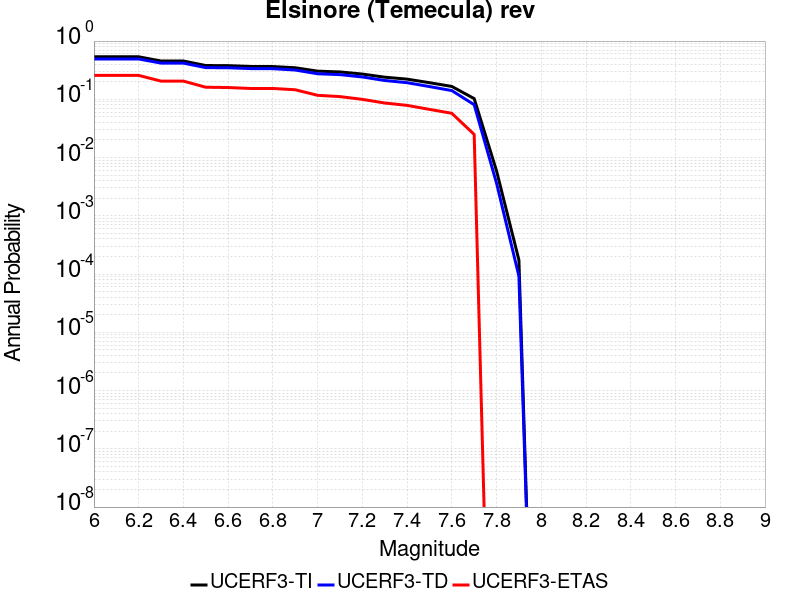 Elsinore (Temecula) rev
10^0
10^-1
10^-2
10^-3
10^-4
10^-5
10^-6
10^-7
10^-8
Annual Probability
6 6.2 6.4 6.6 6.8 7 7.2 7.4 7.6 7.8 8 8.2 8.4 8.6 8.8 9
Magnitude
UCERF3-TI UCERF3-TD UCERF3-ETAS